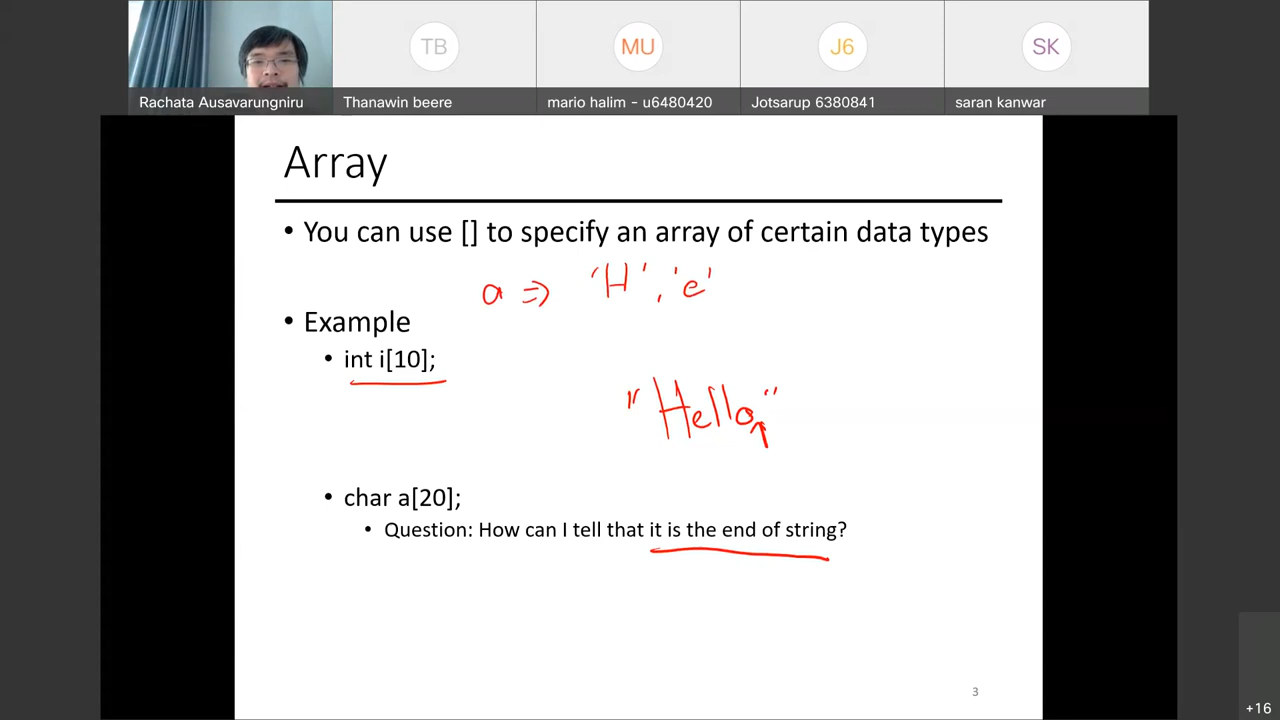 TB
MU
J6
SK
Rachata Ausavarungniru
Thanawin beere
mario halim - u6480420
Jotsarup 6380841
saran kanwar
Array
• You can use [] to specify an array of certain data types
a => 'H', 'e'
• Example
• int i[10];
"Hello"
• char a[20];
• Question: How can I tell that it is the end of string?
3
+16